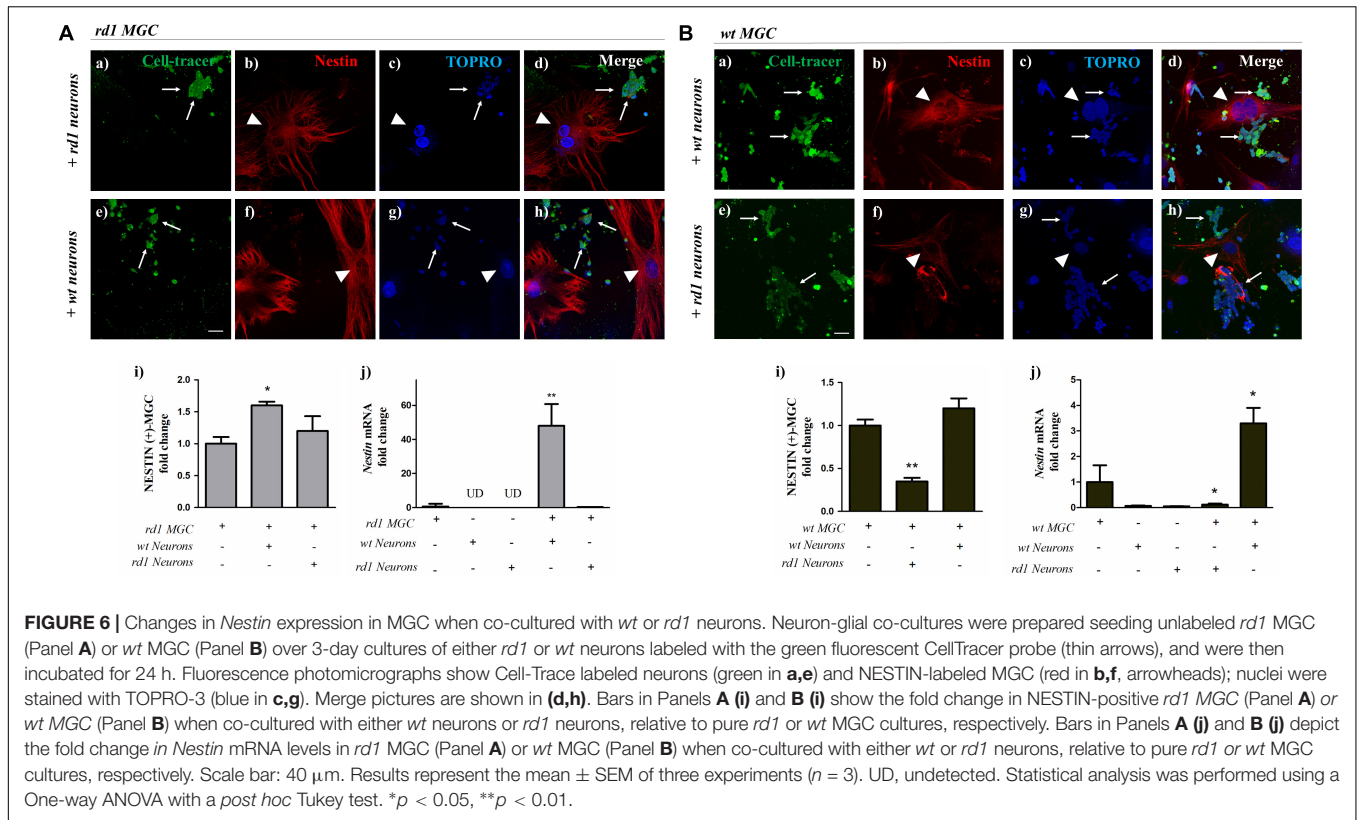 A rd1 MGC
a) Cell-tracer b) Nestin c) TOPRO d) Merge
+ rd1 neurons
e) f) g) h)
+ wt neurons
i) j)
NESTIN (+)-MGC
fold change
2.0
1.5
1.0
0.5
0.0
*
rd1 MGC + + +
wt Neurons - + -
rd1 Neurons - - +
Nestin mRNA
fold change
60
40
20
0
UD UD **
rd1 MGC + - - + +
wt Neurons - + - + -
rd1 Neurons - - + - +
B wt MGC
a) Cell-tracer b) Nestin c) TOPRO d) Merge
+ wt neurons
e) f) g) h)
+ rd1 neurons
i) j)
NESTIN (+)-MGC
fold change
1.5
1.0
0.5
0.0
**
wt MGC + + +
wt Neurons - - +
rd1 Neurons - + -
Nestin mRNA
fold change
5
4
3
2
1
0
* *
wt MGC + - - + +
wt Neurons - + - - +
rd1 Neurons - - + + -
FIGURE 6 | Changes in Nestin expression in MGC when co-cultured with wt or rd1 neurons. Neuron-glial co-cultures were prepared seeding unlabeled rd1 MGC
(Panel A) or wt MGC (Panel B) over 3-day cultures of either rd1 or wt neurons labeled with the green fluorescent CellTracer probe (thin arrows), and were then
incubated for 24 h. Fluorescence photomicrographs show Cell-Trace labeled neurons (green in a,e) and NESTIN-labeled MGC (red in b,f, arrowheads); nuclei were
stained with TOPRO-3 (blue in c,g). Merge pictures are shown in (d,h). Bars in Panels A (i) and B (i) show the fold change in NESTIN-positive rd1 MGC (Panel A) or
wt MGC (Panel B) when co-cultured with either wt neurons or rd1 neurons, relative to pure rd1 or wt MGC cultures, respectively. Bars in Panels A (j) and B (j) depict
the fold change in Nestin mRNA levels in rd1 MGC (Panel A) or wt MGC (Panel B) when co-cultured with either wt or rd1 neurons, relative to pure rd1 or wt MGC
cultures, respectively. Scale bar: 40 μm. Results represent the mean ± SEM of three experiments (n = 3). UD, undetected. Statistical analysis was performed using a
One-way ANOVA with a post hoc Tukey test. *p < 0.05, **p < 0.01.